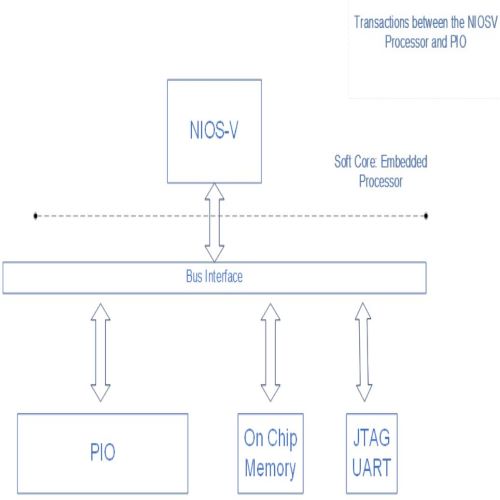 Transactions between the NIOSV
Processor and PIO
NIOS-V
Soft Core: Embedded
Processor
Bus Interface
PIO
On Chip
Memory
JTAG
UART